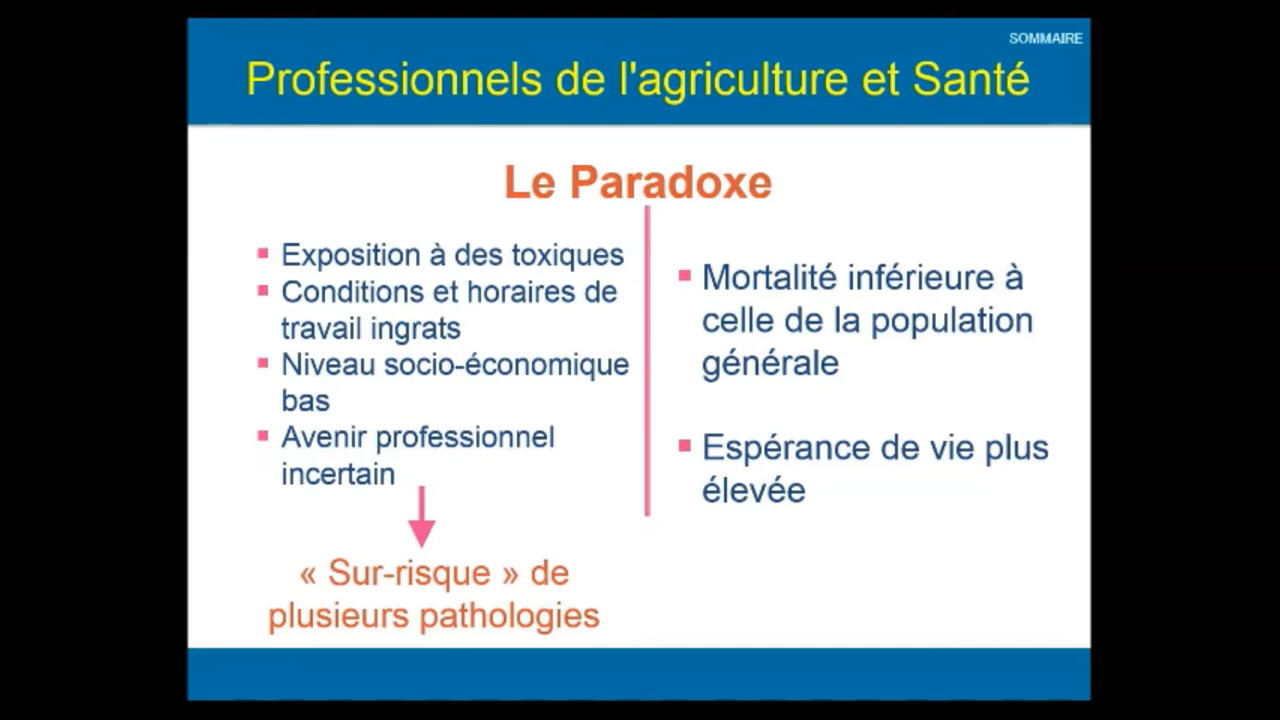 SOMMAIRE
Professionnels de l'agriculture et Santé
Le Paradoxe
▪ Exposition à des toxiques
▪ Conditions et horaires de
travail ingrats
▪ Niveau socio-économique
bas
▪ Avenir professionnel
incertain
« Sur-risque » de
plusieurs pathologies
▪ Mortalité inférieure à
celle de la population
générale
▪ Espérance de vie plus
élevée